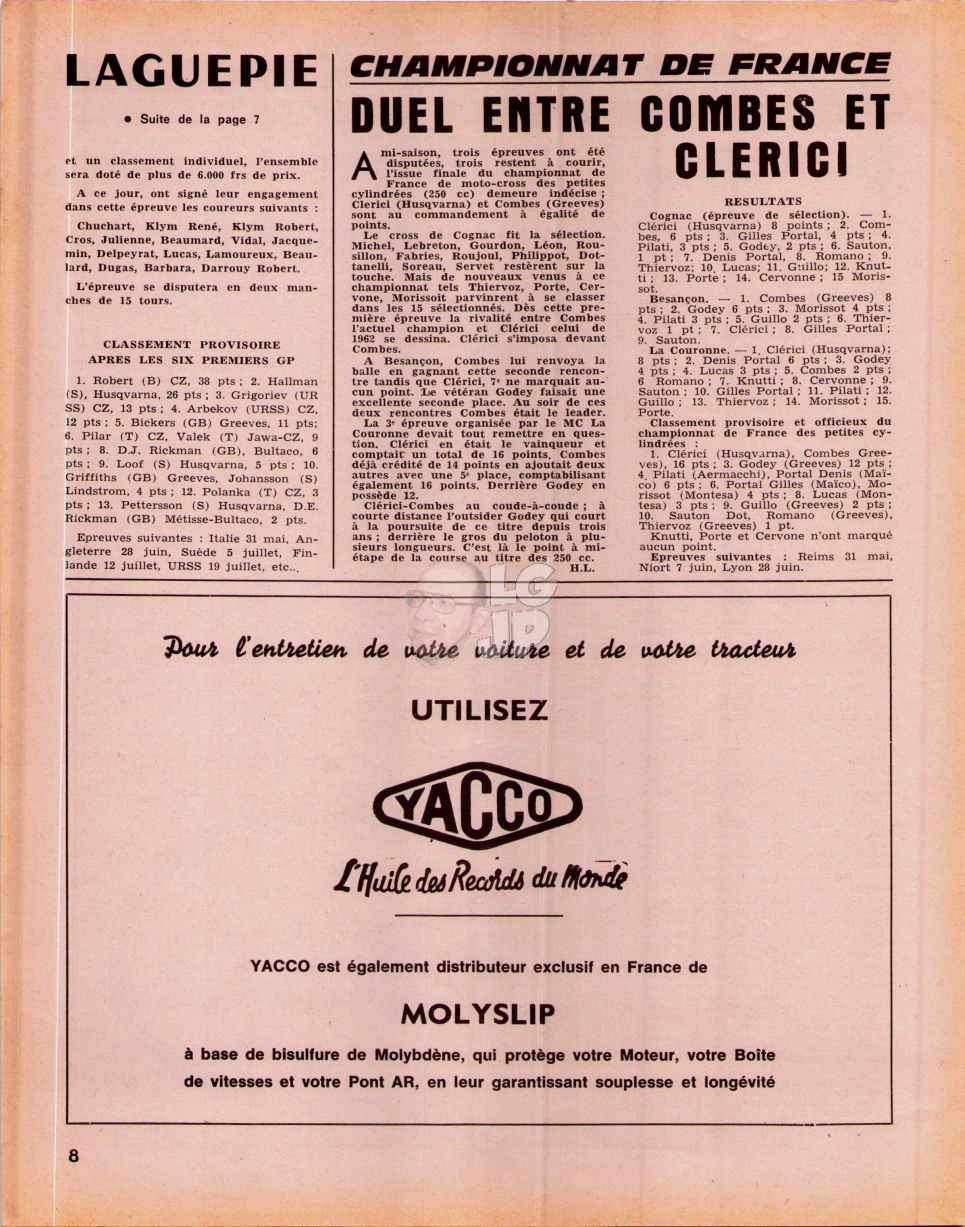 LAGUEPIE
● Suite de la page 7
et un classement individuel, l'ensemble
sera doté de plus de 6.000 frs de prix.
A ce jour, ont signé leur engagement
dans cette épreuve les coureurs suivants :
Chuchart, Klym René, Klym Robert,
Cros, Julienne, Beaumard, Vidal, Jacque-
min, Delpeyrat, Lucas, Lamoureux, Beau-
lard, Dugas, Barbara, Darrouy Robert.
L'épreuve se disputera en deux man-
ches de 15 tours.
CLASSEMENT PROVISOIRE
APRES LES SIX PREMIERS GP
1. Robert (B) CZ, 38 pts ; 2. Hallman
(S), Husqvarna, 26 pts ; 3. Grigoriev (UR
SS) CZ, 13 pts ; 4. Arbekov (URSS) CZ,
12 pts ; 5. Bickers (GB) Greeves, 11 pts;
6. Pilar (T) CZ, Valek (T) Jawa-CZ, 9
pts ; 8. D.J. Rickman (GB), Bultaco, 6
pts ; 9. Loof (S) Husqvarna, 5 pts ; 10.
Griffiths (GB) Greeves, Johansson (S)
Lindstrom, 4 pts ; 12. Polanka (T) CZ, 3
pts ; 13. Pettersson (S) Husqvarna, D.E.
Rickman (GB) Métisse-Bultaco, 2 pts.
Epreuves suivantes : Italie 31 mai, An-
gleterre 28 juin, Suède 5 juillet, Fin-
lande 12 juillet, URSS 19 juillet, etc...
CHAMPIONNAT DE FRANCE
DUEL ENTRE COMBES ET
CLERICI
A mi-saison, trois épreuves ont été
disputées, trois restent à courir,
l'issue finale du championnat de
France de moto-cross des petites
cylindrées (250 cc) demeure indécise ;
Clerici (Husqvarna) et Combes (Greeves)
sont au commandement à égalité de
points.
Le cross de Cognac fit la sélection.
Michel, Lebreton, Gourdon, Léon, Rou-
sillon, Fabries, Roujoul, Philippot, Dot-
tanelli, Soreau, Servet restèrent sur la
touche. Mais de nouveaux venus à ce
championnat tels Thiervoz, Porte, Cer-
vone, Morissoit parvinrent à se classer
dans les 15 sélectionnés. Dès cette pre-
mière épreuve la rivalité entre Combes
l'actuel champion et Clérici celui de
1962 se dessina. Clérici s'imposa devant
Combes.
A Besançon, Combes lui renvoya la
balle en gagnant cette seconde rencon-
tre tandis que Clérici, 7e ne marquait au-
cun point. Le vétéran Godey faisait une
excellente seconde place. Au soir de ces
deux rencontres Combes était le leader.
La 3e épreuve organisée par le MC La
Couronne devait tout remettre en ques-
tion. Clérici en était le vainqueur et
comptait un total de 16 points. Combes
déjà crédité de 14 points en ajoutait deux
autres avec une 5e place, comptabilisant
également 16 points. Derrière Godey en
possède 12.
Clérici-Combes au coude-à-coude ; à
courte distance l'outsider Godey qui court
à la poursuite de ce titre depuis trois
ans ; derrière le gros du peloton à plu-
sieurs longueurs. C'est là le point à mi-
étape de la course au titre des 250 cc.
H.L.
RESULTATS
Cognac (épreuve de sélection). — 1.
Clérici (Husqvarna) 8 points ; 2. Com-
bes, 6 pts ; 3. Gilles Portal, 4 pts ; 4.
Pilati, 3 pts ; 5. Godey, 2 pts ; 6. Sauton,
1 pt ; 7. Denis Portal, 8. Romano ; 9.
Thiervoz; 10. Lucas; 11. Guillo; 12. Knut-
ti ; 13. Porte ; 14. Cervonne ; 15 Moris-
sot.
Besançon. — 1. Combes (Greeves) 8
pts ; 2. Godey 6 pts ; 3. Morissot 4 pts ;
4. Pilati 3 pts ; 5. Guillo 2 pts ; 6. Thier-
voz 1 pt ; 7. Clérici ; 8. Gilles Portal ;
9. Sauton.
La Couronne. — 1. Clérici (Husqvarna);
8 pts ; 2. Denis Portal 6 pts ; 3. Godey
4 pts ; 4. Lucas 3 pts ; 5. Combes 2 pts ;
6 Romano ; 7. Knutti ; 8. Cervonne ; 9.
Sauton ; 10. Gilles Portal ; 11. Pilati ; 12.
Guillo ; 13. Thiervoz ; 14. Morissot ; 15.
Porte.
Classement provisoire et officieux du
championnat de France des petites cy-
lindrées :
1. Clérici (Husqvarna), Combes Gree-
ves), 16 pts ; 3. Godey (Greeves) 12 pts ;
4. Pilati (Aermacchi), Portal Denis (Maï-
co) 6 pts ; 6. Portal Gilles (Maïco), Mo-
rissot (Montesa) 4 pts ; 8. Lucas (Mon-
tesa) 3 pts ; 9. Guillo (Greeves) 2 pts ;
10. Sauton Dot, Romano (Greeves),
Thiervoz (Greeves) 1 pt.
Knutti, Porte et Cervone n'ont marqué
aucun point.
Epreuves suivantes : Reims 31 mai,
Niort 7 juin, Lyon 28 juin.
LG
JP
Pour l'entretien de votre voiture et de votre tracteur
UTILISEZ
YACCO
L'Huile des Records du Monde
YACCO est également distributeur exclusif en France de
MOLYSLIP
à base de bisulfure de Molybdène, qui protège votre Moteur, votre Boîte
de vitesses et votre Pont AR, en leur garantissant souplesse et longévité
8